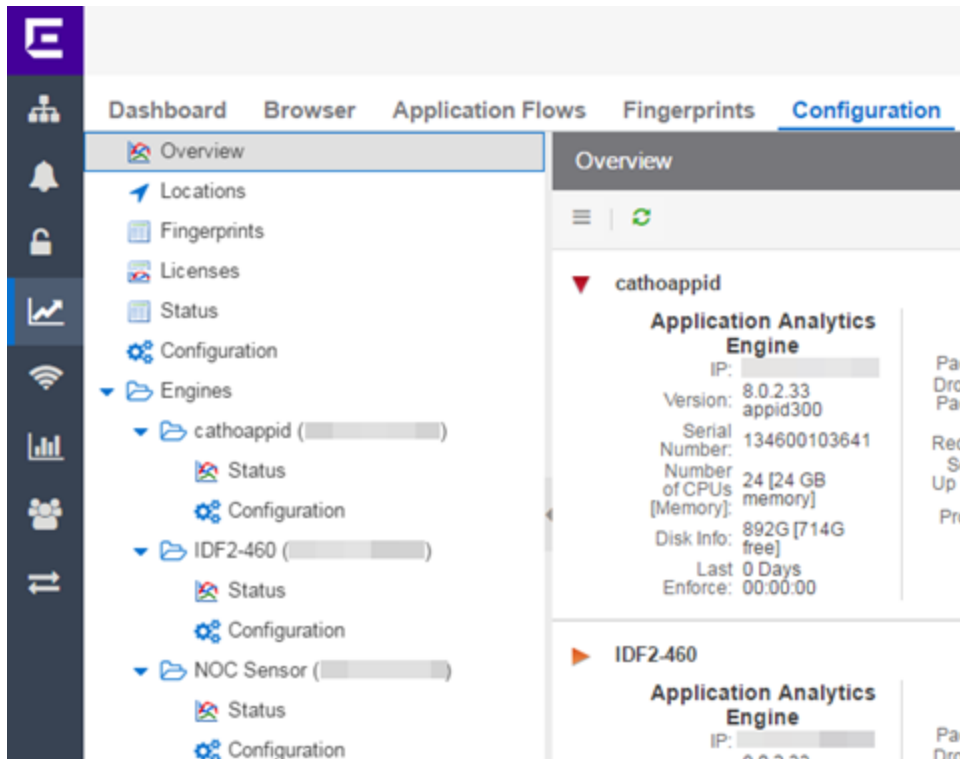 Dashboard Browser Application Flows Fingerprints Configuration
Overview
Locations
Fingerprints
Licenses
Status
Configuration
Engines
cathoappid ( )
Status
Configuration
IDF2-460 ( )
Status
Configuration
NOC Sensor ( )
Status
Configuration
Overview
cathoappid
Application Analytics
Engine
IP:
Version: 8.0.2.33
appid300
Serial
Number: 134600103641
Number
of CPUs
[Memory]: 24 [24 GB
memory]
Disk Info: 892G [714G
free]
Last
Enforce: 0 Days
00:00:00
Up
IDF2-460
Application Analytics
Engine
IP: